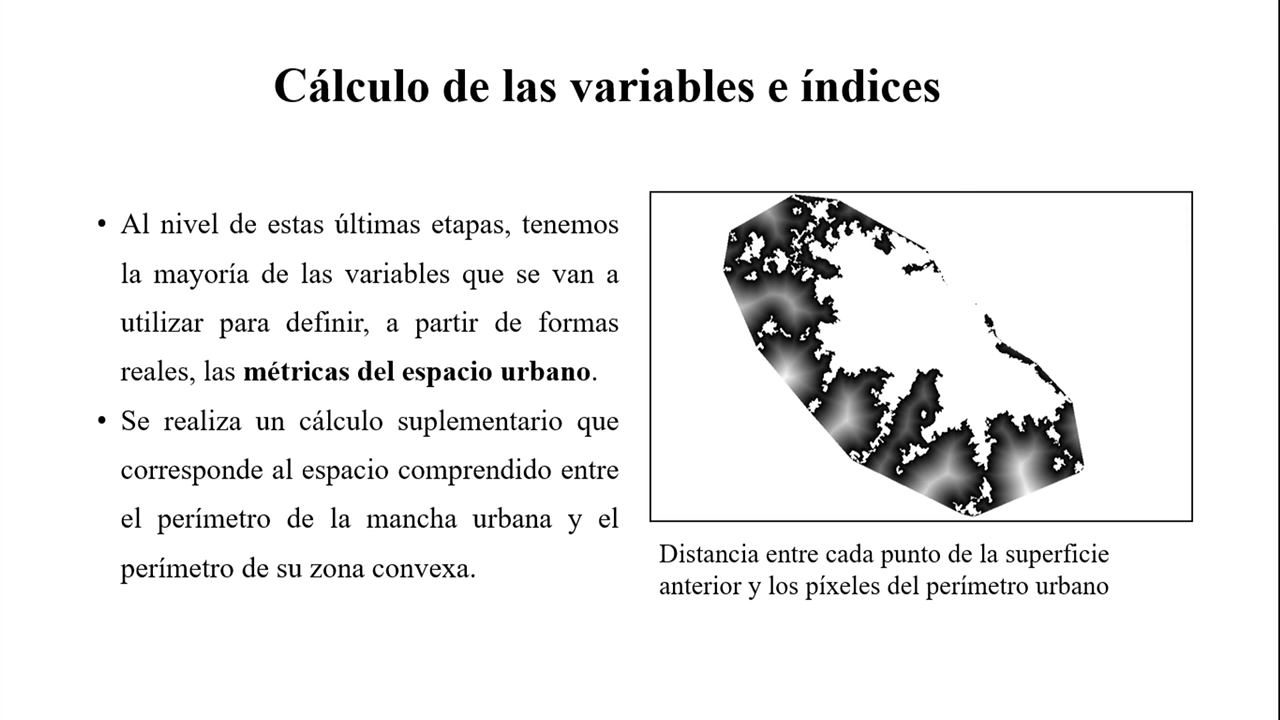 Cálculo de las variables e índices
• Al nivel de estas últimas etapas, tenemos
la mayoría de las variables que se van a
utilizar para definir, a partir de formas
reales, las métricas del espacio urbano.
• Se realiza un cálculo suplementario que
corresponde al espacio comprendido entre
el perímetro de la mancha urbana y el
perímetro de su zona convexa.
Distancia entre cada punto de la superficie
anterior y los píxeles del perímetro urbano